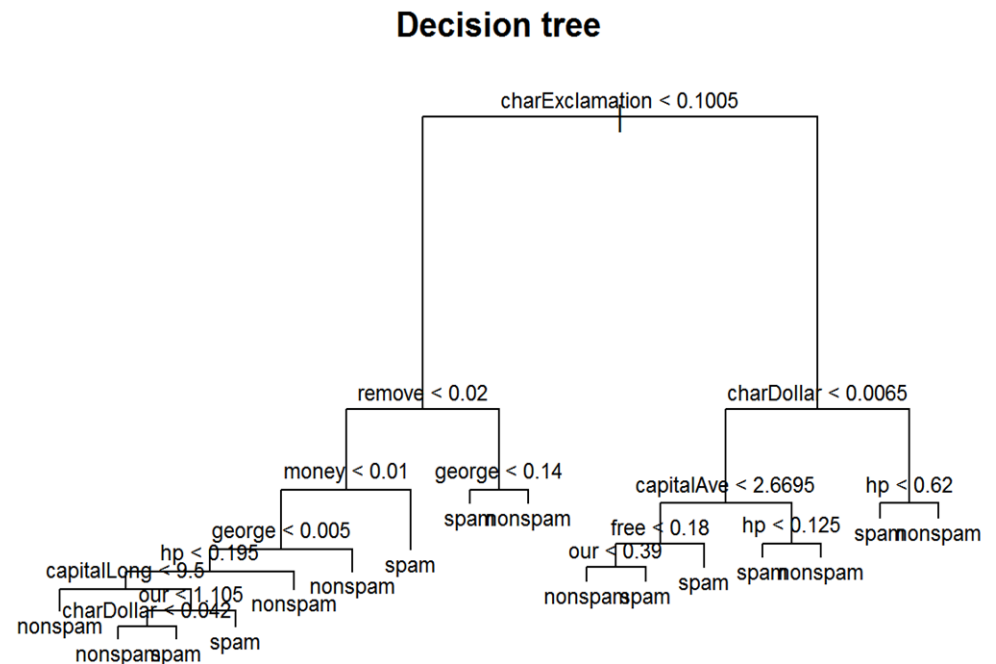 Decision tree
charExclamation < 0.1005
remove < 0.02
charDollar < 0.0065
money < 0.01
george < 0.14
capitalAve < 2.6695
hp < 0.62
george < 0.005
spam
nonspam
free < 0.18
hp < 0.125
spam
nonspam
hp < 0.195
our < 0.39
capitalLong < 9.5
nonspam
spam
spam
spam
nonspam
our < 1.105
nonspam
nonspam
spam
charDollar < 0.042
nonspam
spam
nonspam
spam